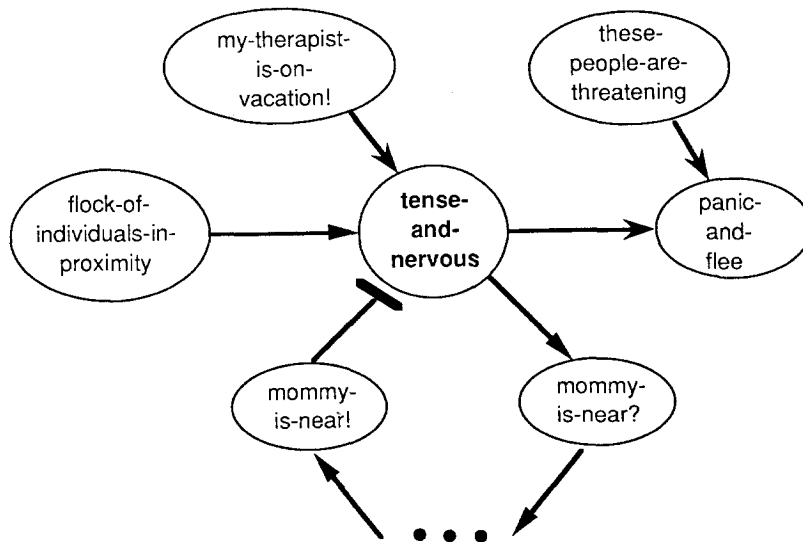 my-therapist-
is-on-
vacation!
these-
people-are-
threatening
flock-of-
individuals-in-
proximity
tense-
and-
nervous
panic-
and-
flee
mommy-
is-near!
mommy-
is-near?
• • •